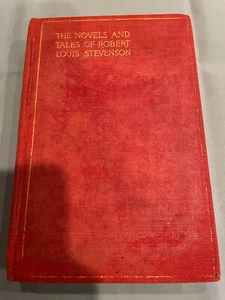 THE NOVELS AND
TALES OF ROBERT
LOUIS STEVENSON